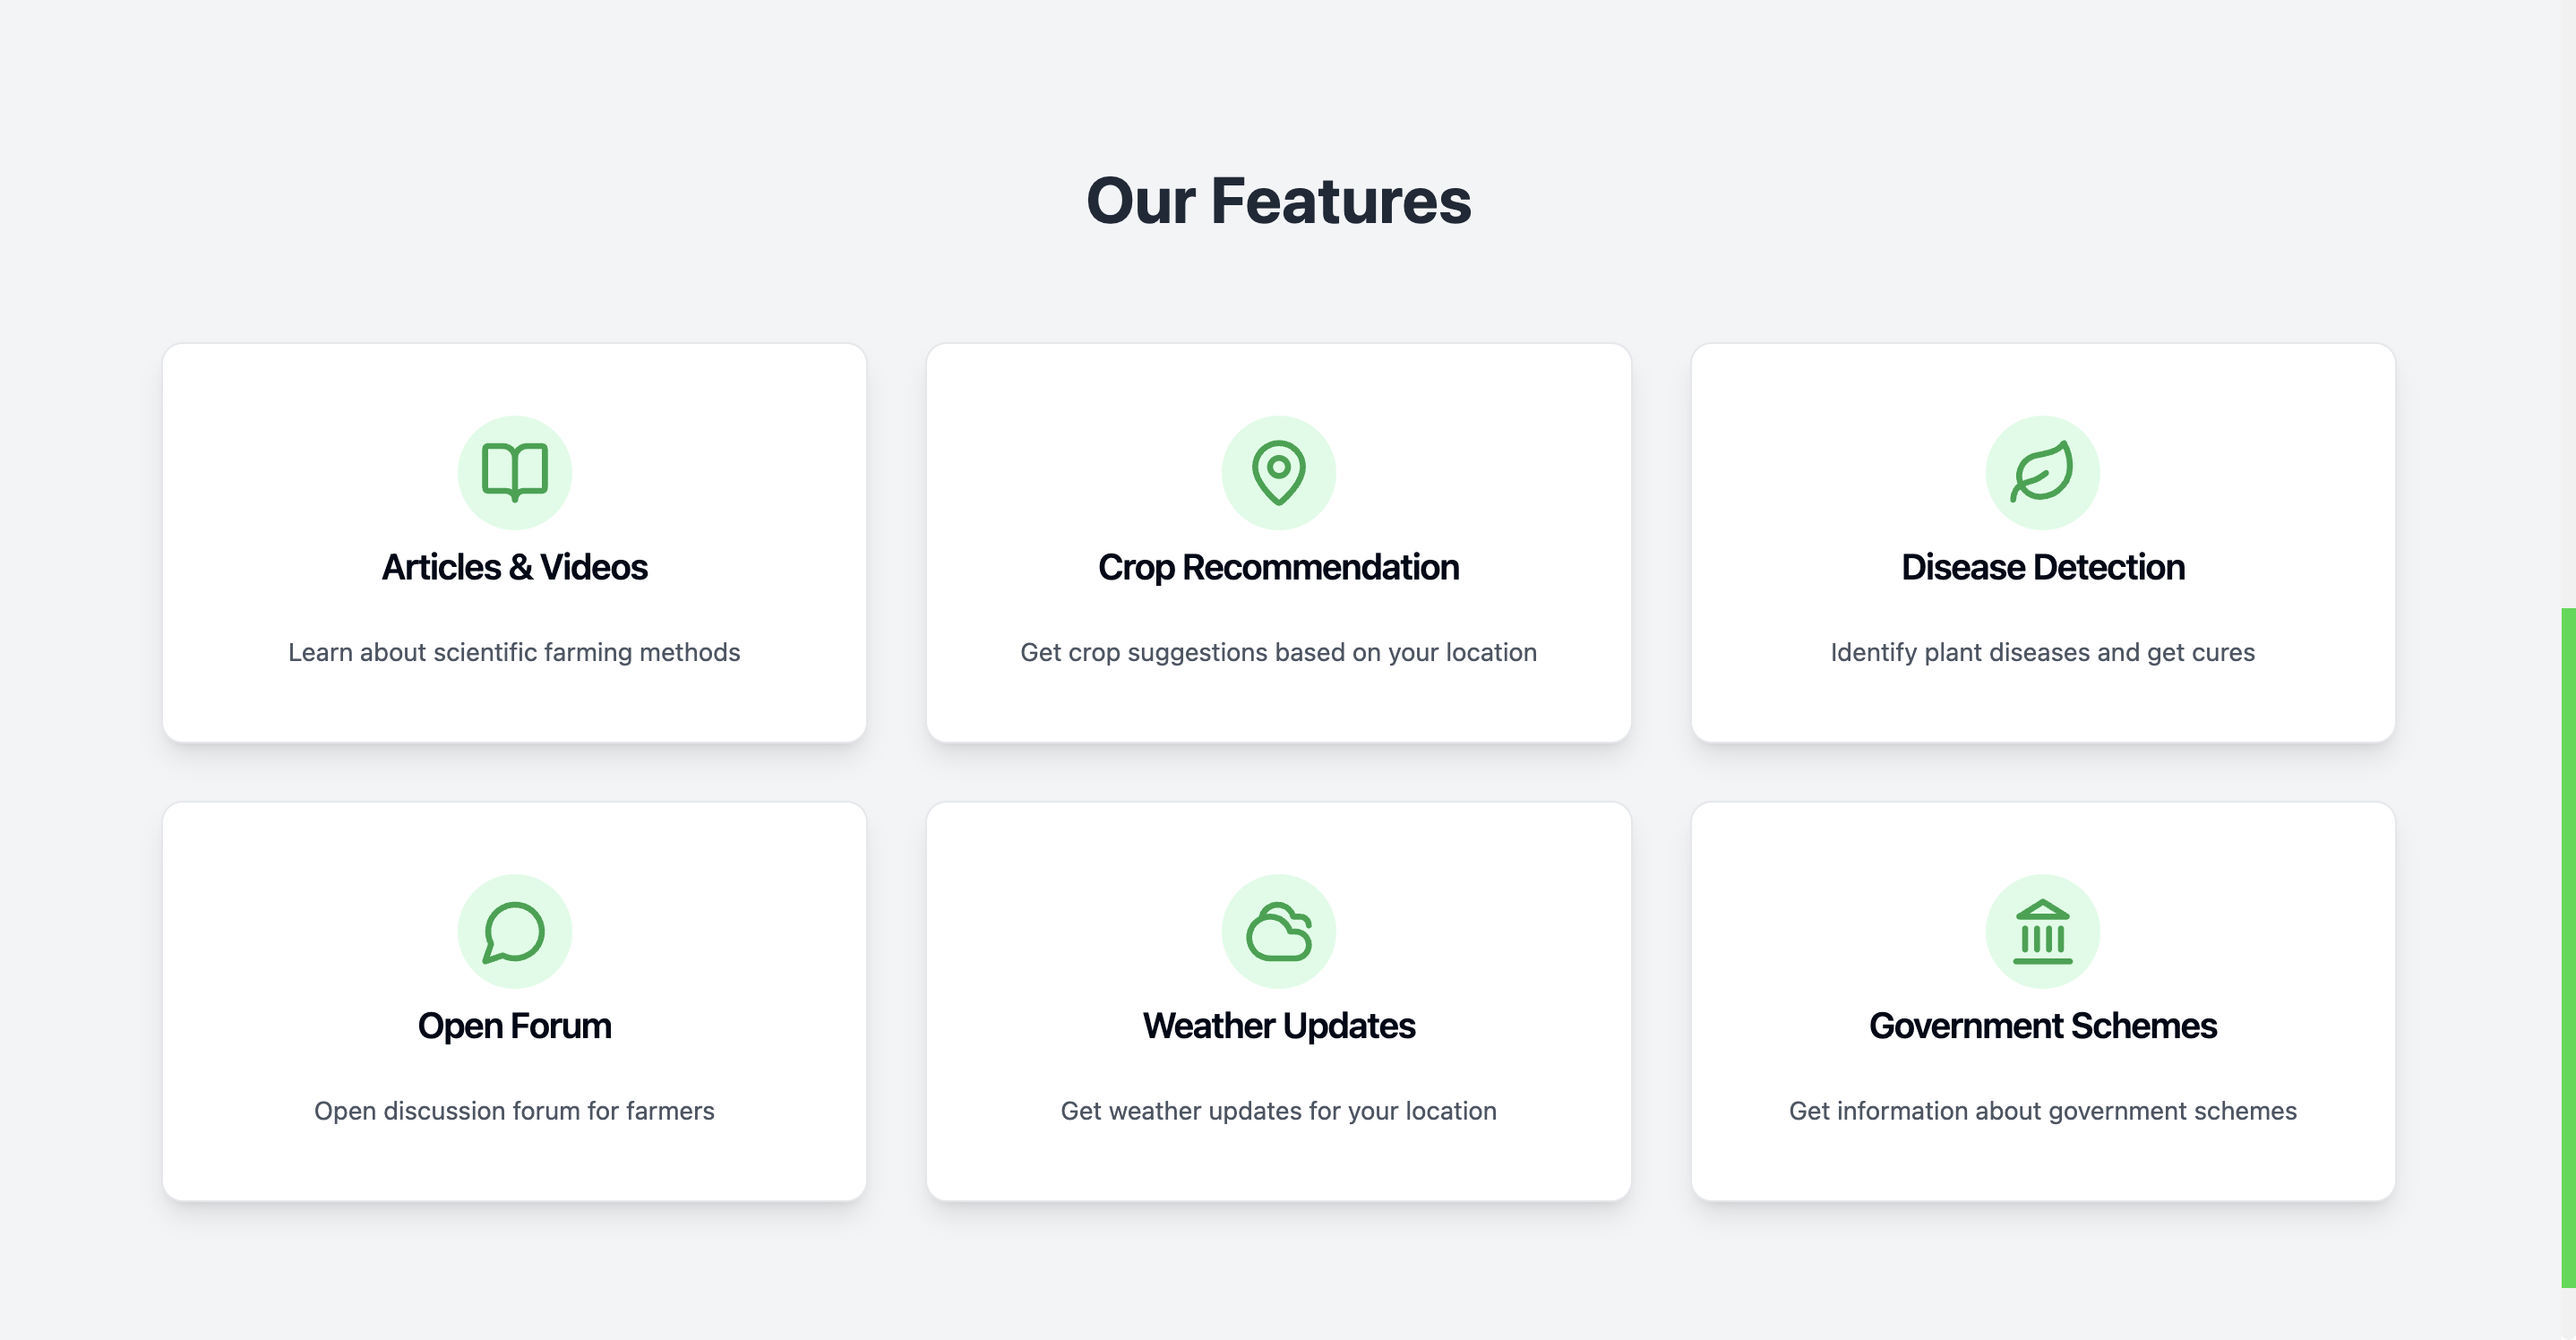 Our Features
Articles & Videos
Learn about scientific farming methods
Crop Recommendation
Get crop suggestions based on your location
Disease Detection
Identify plant diseases and get cures
Open Forum
Open discussion forum for farmers
Weather Updates
Get weather updates for your location
Government Schemes
Get information about government schemes